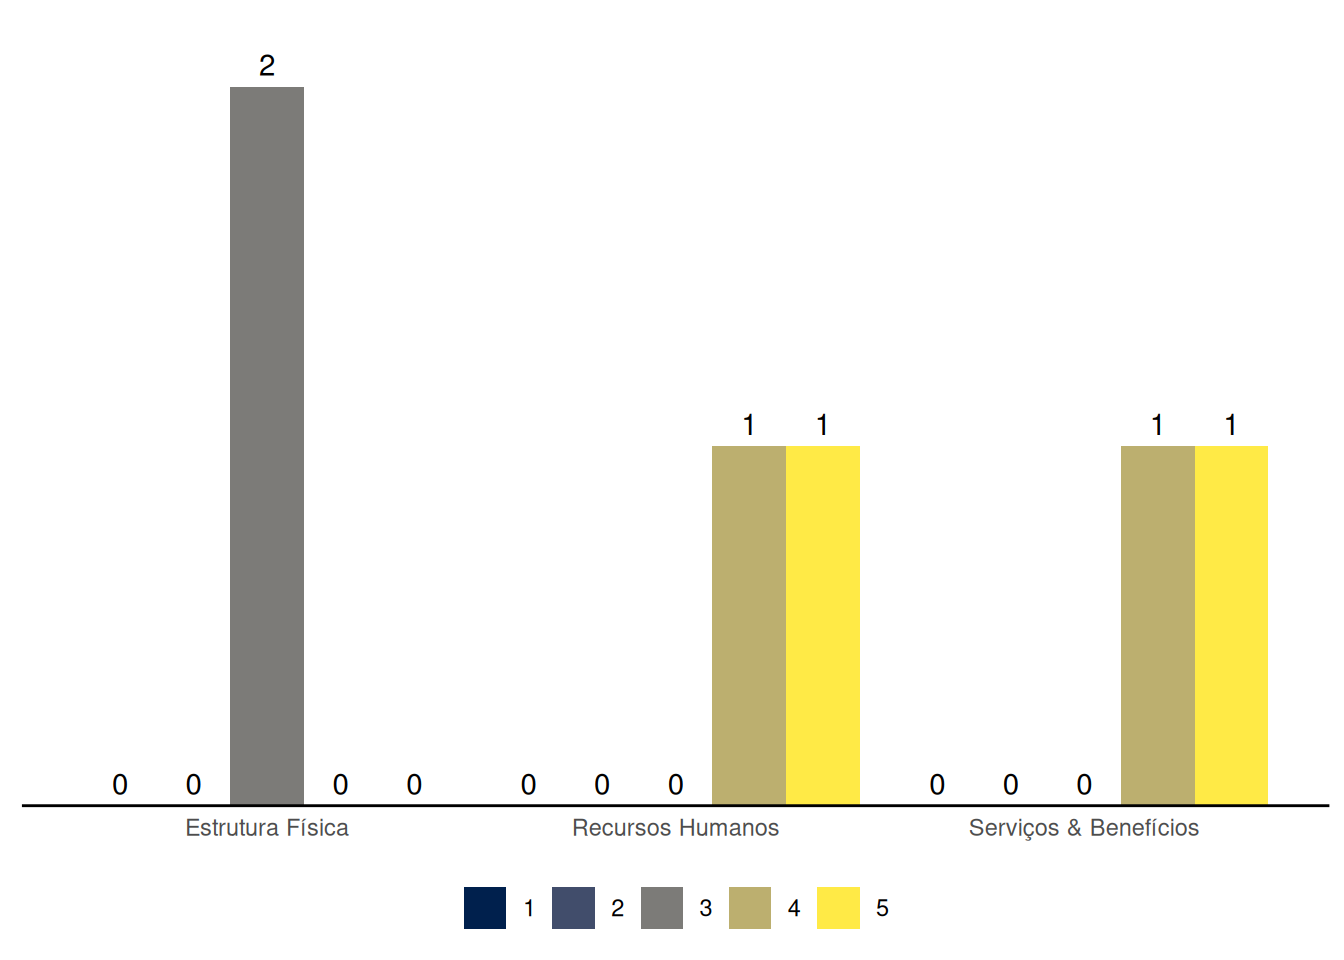 2
1 1 1 1
0 0 0 0 0 0 0 0 0 0
Estrutura Física Recursos Humanos Serviços & Benefícios
1 2 3 4 5